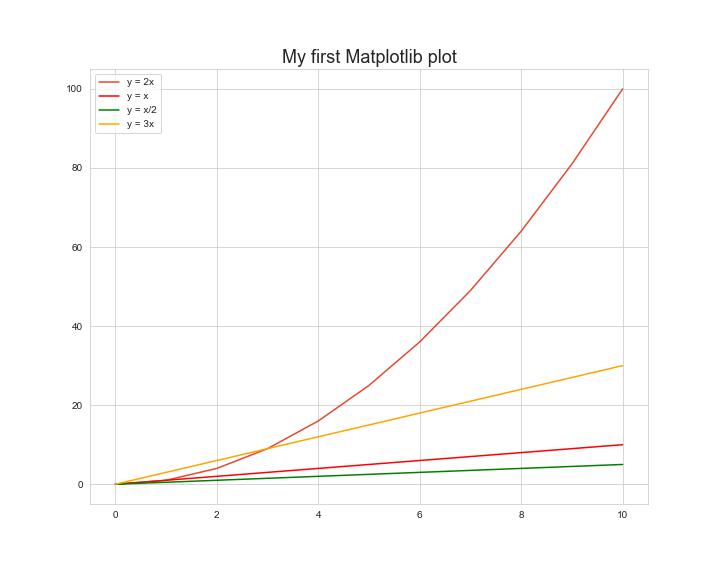 My first Matplotlib plot
y = 2x
y = x
y = x/2
y = 3x
100
80
60
40
20
0
0 2 4 6 8 10